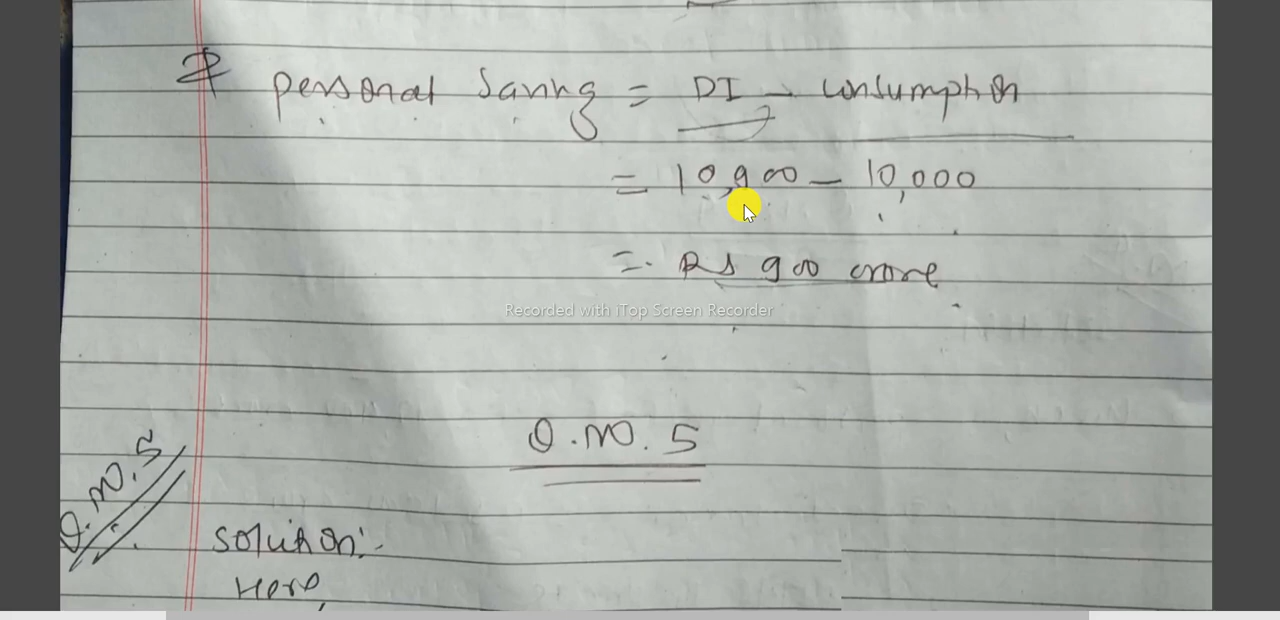 # Personal Saving = DI - Consumption
= 10,900 - 10,000
= Rs 900 crore
Recorded with iTop Screen Recorder
Q.NO.5
Q.NO.5
Solution:-
Here,